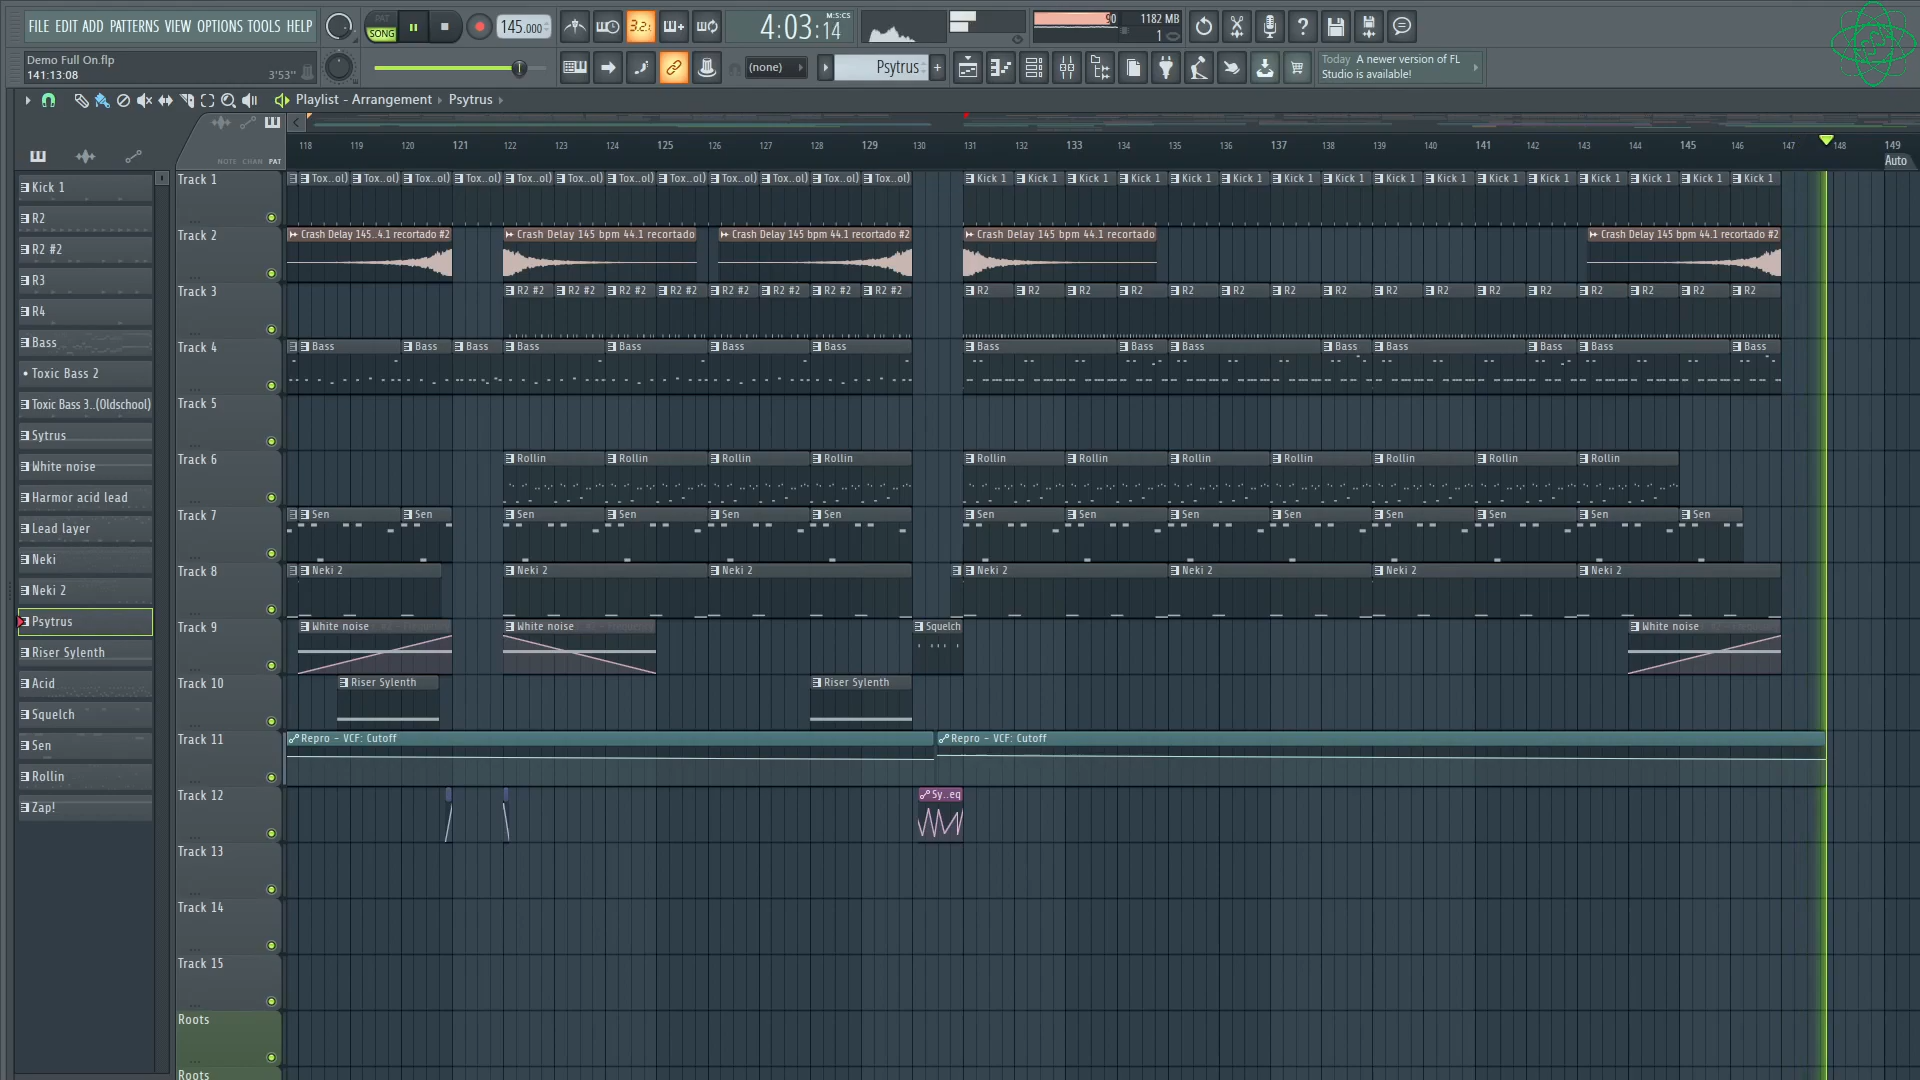 FILE EDIT ADD PATTERNS VIEW OPTIONS TOOLS HELP
PAT
SONG
145.000
3.2.
4:03:14
M:S:CS
90
1182 MB
1
Demo Full On.flp
141:13:08
3'53"
(none)
Psytrus
Today A newer version of FL
Studio is available!
Playlist - Arrangement Psytrus
NOTE CHAN PAT
118 119 120 121 122 123 124 125 126 127 128 129 130 131 132 133 134 135 136 137 138 139 140 141 142 143 144 145 146 147 148 149
Auto
Kick 1
R2
R2 #2
R3
R4
Bass
Toxic Bass 2
Toxic Bass 3..(Oldschool)
Sytrus
White noise
Harmor acid lead
Lead layer
Neki
Neki 2
Psytrus
Riser Sylenth
Acid
Squelch
Sen
Rollin
Zap!
Track 1
Tox..ol) Tox..ol) Tox..ol) Tox..ol) Tox..ol) Tox..ol) Tox..ol) Tox..ol) Tox..ol) Tox..ol) Tox..ol) Tox..ol) Kick 1 Kick 1 Kick 1 Kick 1 Kick 1 Kick 1 Kick 1 Kick 1 Kick 1 Kick 1 Kick 1 Kick 1 Kick 1 Kick 1 Kick 1 Kick 1
Track 2
Crash Delay 145..4.1 recortado #2 Crash Delay 145 bpm 44.1 recortado Crash Delay 145 bpm 44.1 recortado #2 Crash Delay 145 bpm 44.1 recortado Crash Delay 145 bpm 44.1 recortado #2
Track 3
R2 #2 R2 #2 R2 #2 R2 #2 R2 #2 R2 #2 R2 #2 R2 #2 R2 R2 R2 R2 R2 R2 R2 R2 R2 R2 R2 R2 R2 R2 R2 R2
Track 4
Bass Bass Bass Bass Bass Bass Bass Bass Bass Bass Bass Bass Bass Bass Bass
Track 5
Track 6
Rollin Rollin Rollin Rollin Rollin Rollin Rollin Rollin Rollin Rollin Rollin
Track 7
Sen Sen Sen Sen Sen Sen Sen Sen Sen Sen Sen Sen Sen Sen
Track 8
Neki 2 Neki 2 Neki 2 Neki 2 Neki 2 Neki 2 Neki 2
Track 9
White noise White noise Squelch White noise
Track 10
Riser Sylenth Riser Sylenth
Track 11
Repro - VCF: Cutoff Repro - VCF: Cutoff
Track 12
Sy..eq
Track 13
Track 14
Track 15
Roots
Roots